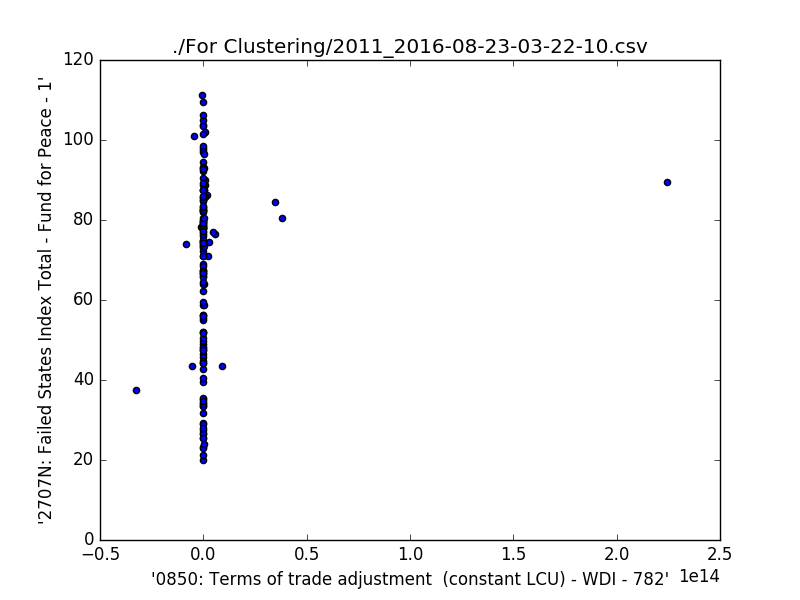 ./For Clustering/2011_2016-08-23-03-22-10.csv
120
100
80
60
40
20
0
'2707N: Failed States Index Total - Fund for Peace - 1'
−0.5 0.0 0.5 1.0 1.5 2.0 2.5
1e14
'0850: Terms of trade adjustment  (constant LCU) - WDI - 782'